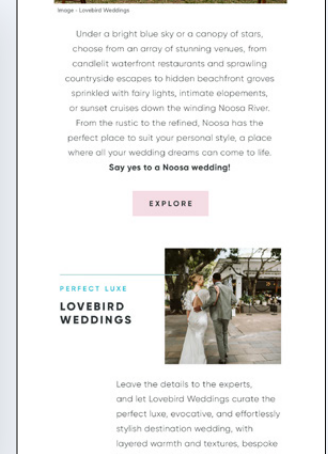 Image - Lovebird Weddings
Under a bright blue sky or a canopy of stars,
choose from an array of stunning venues, from
candlelit waterfront restaurants and sprawling
countryside escapes to hidden beachfront groves
sprinkled with fairy lights, intimate elopements,
or sunset cruises down the winding Noosa River.
From the rustic to the refined, Noosa has the
perfect place to suit your personal style, a place
where all your wedding dreams can come to life.
Say yes to a Noosa wedding!
EXPLORE
PERFECT LUXE
LOVEBIRD
WEDDINGS
Leave the details to the experts,
and let Lovebird Weddings curate the
perfect luxe, evocative, and effortlessly
stylish destination wedding, with
layered warmth and textures, bespoke